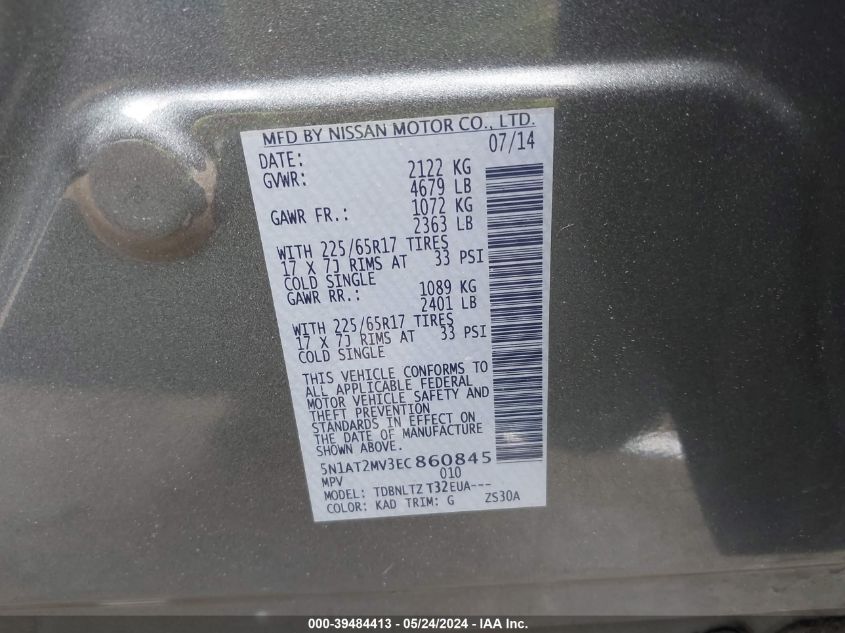 MFD BY NISSAN MOTOR CO., LTD.
DATE: 07/14
GVWR: 2122 KG
4679 LB
GAWR FR.: 1072 KG
2363 LB
WITH 225/65R17 TIRES
17 X 7J RIMS AT 33 PSI
COLD SINGLE
GAWR RR.: 1089 KG
2401 LB
WITH 225/65R17 TIRES
17 X 7J RIMS AT 33 PSI
COLD SINGLE
THIS VEHICLE CONFORMS TO
ALL APPLICABLE FEDERAL
MOTOR VEHICLE SAFETY AND
THEFT PREVENTION
STANDARDS IN EFFECT ON
THE DATE OF MANUFACTURE
SHOWN ABOVE.
5N1AT2MV3EC860845
MPV 010
MODEL: TDBNLTZ T32EUA---
COLOR: KAD TRIM: G ZS30A
000-39484413 - 05/24/2024 - IAA Inc.